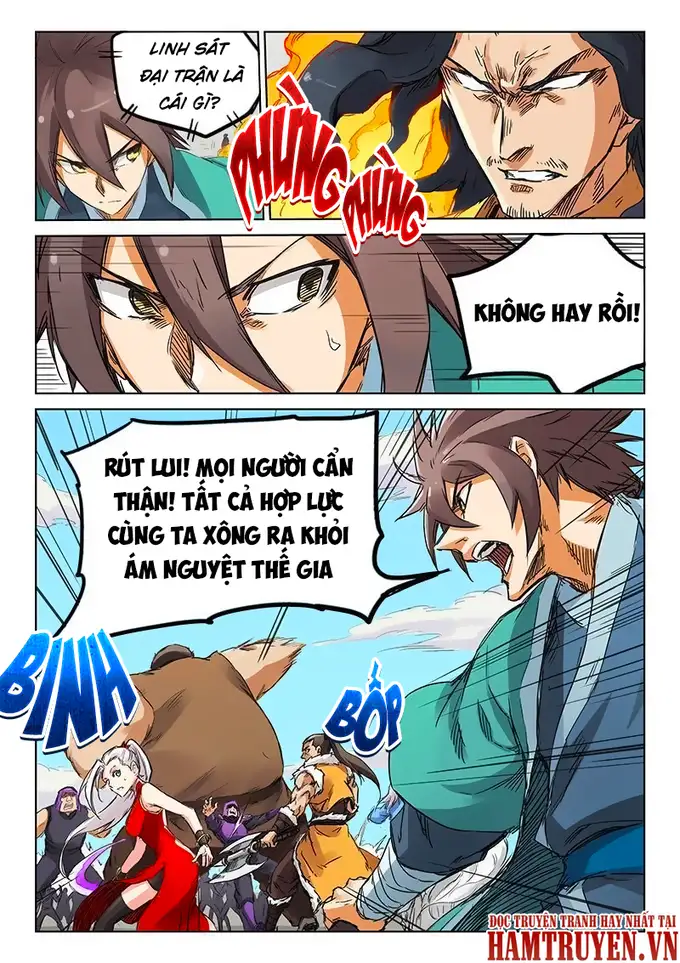 LINH SÁT
ĐẠI TRẬN LÀ
CÁI GÌ?
PHỪNG
PHỪNG
KHÔNG HAY RỒI!
RÚT LUI! MỌI NGƯỜI CẨN
THẬN! TẤT CẢ HỢP LỰC
CÙNG TA XÔNG RA KHỎI
ÁM NGUYỆT THẾ GIA
BINH
BỐP
ĐỌC TRUYỆN TRANH HAY NHẤT TẠI
HAMTRUYEN.VN